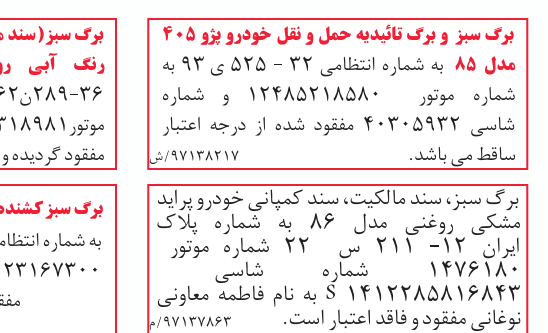 برگ سبز و برگ تائیدیه حمل و نقل خودرو پژو ۴۰۵
مدل ۸۵ به شماره انتظامی ۳۲ - ۵۲۵ ی ۹۳ به
شماره موتور ۱۲۴۸۵۲۱۸۵۸۰ و شماره
شاسی ۴۰۳۰۵۹۳۲ مفقود شده از درجه اعتبار
ساقط می باشد.
۹۷۱۳۸۲۱۷/ش
برگ سبز، سند مالکیت، سند کمپانی خودرو پراید
مشکی روغنی مدل ۸۶ به شماره پلاک
ایران ۱۲- ۲۱۱ س ۲۲ شماره موتور
۱۴۷۶۱۸۰ شماره شاسی
S ۱۴۱۲۲۸۵۸۱۶۸۴۳ به نام فاطمه معاونی
نوغانی مفقود و فاقد اعتبار است.
۹۷۱۳۷۸۶۳/م
برگ سبز (سند
رنگ آبی
۳۶-۲۸۹ن
موتور
مفقود گردیده و
برگ سبز کشنده
به شماره انتظا